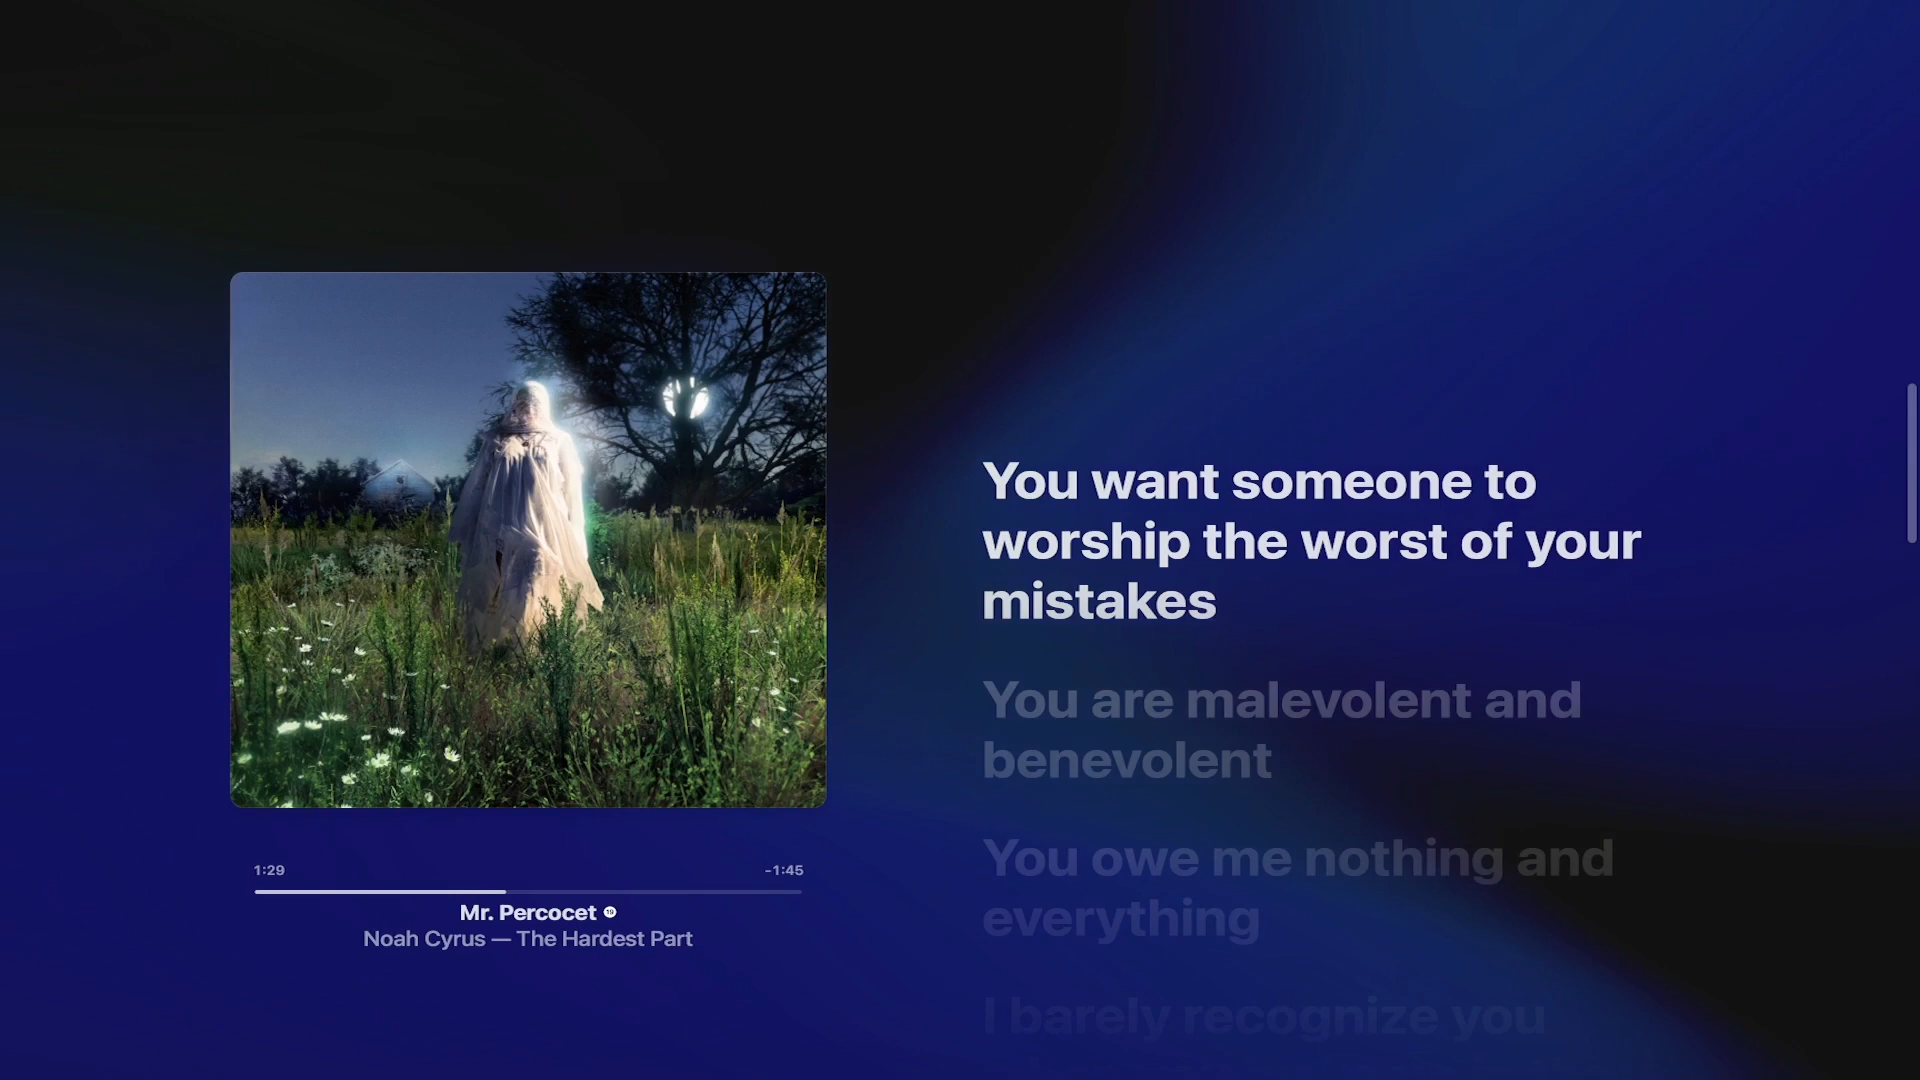 You want someone to
worship the worst of your
mistakes
You are malevolent and
benevolent
You owe me nothing and
everything
I barely recognize you
1:29
-1:45
Mr. Percocet 19
Noah Cyrus — The Hardest Part